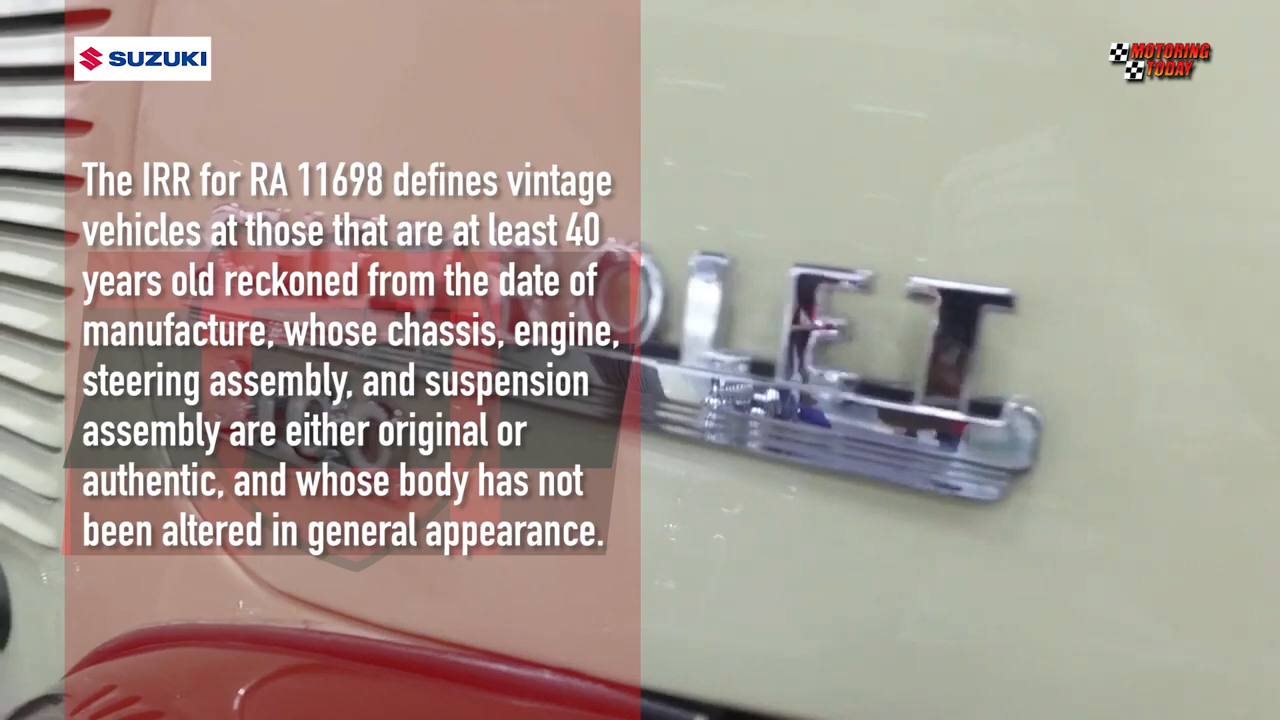 SUZUKI
MOTORING
TODAY
The IRR for RA 11698 defines vintage
vehicles at those that are at least 40
years old reckoned from the date of
manufacture, whose chassis, engine,
steering assembly, and suspension
assembly are either original or
authentic, and whose body has not
been altered in general appearance.
OLET